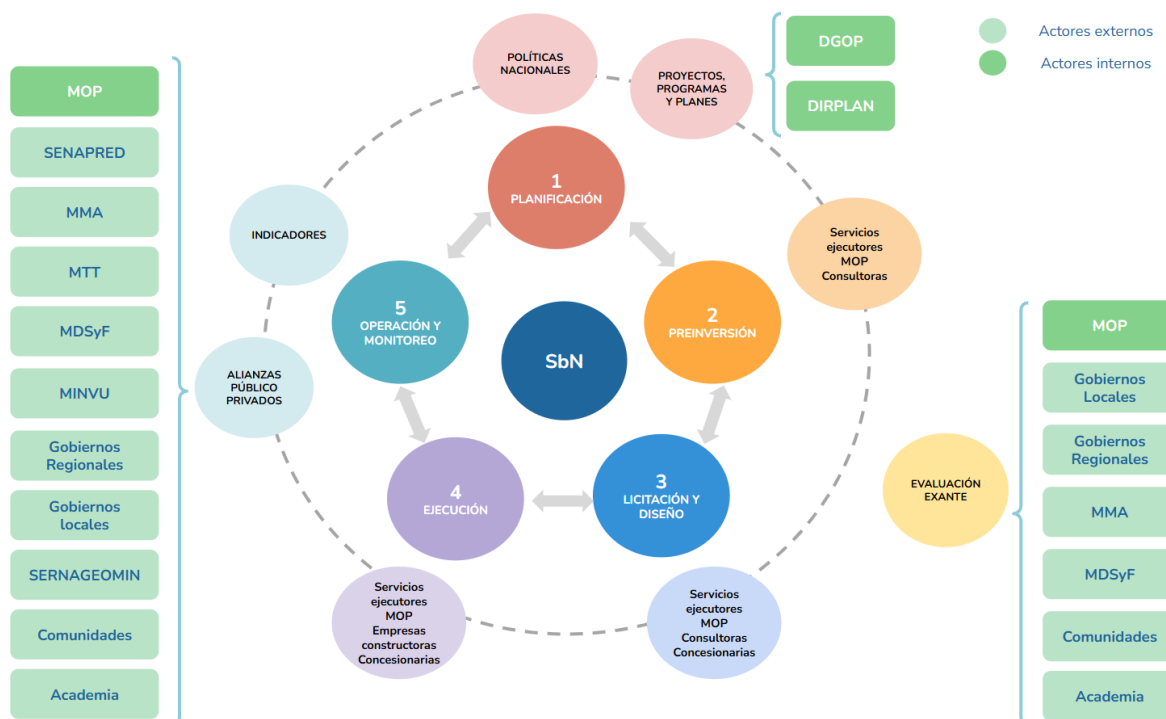 POLÍTICAS
NACIONALES
PROYECTOS,
PROGRAMAS
Y PLANES
DGOP
DIRPLAN
Actores externos
Actores internos
MOP
SENAPRED
MMA
MTT
MDSyF
MINVU
Gobiernos
Regionales
Gobiernos
locales
SERNAGEOMIN
Comunidades
Academia
INDICADORES
ALIANZAS
PÚBLICO
PRIVADOS
1
PLANIFICACIÓN
2
PREINVERSIÓN
3
LICITACIÓN Y
DISEÑO
4
EJECUCIÓN
5
OPERACIÓN Y
MONITOREO
SbN
Servicios
ejecutores
MOP
Consultoras
Servicios
ejecutores
MOP
Consultoras
Concesionarias
Servicios
ejecutores
MOP
Empresas
constructoras
Concesionarias
EVALUACIÓN
EXANTE
MOP
Gobiernos
Locales
Gobiernos
Regionales
MMA
MDSyF
Comunidades
Academia